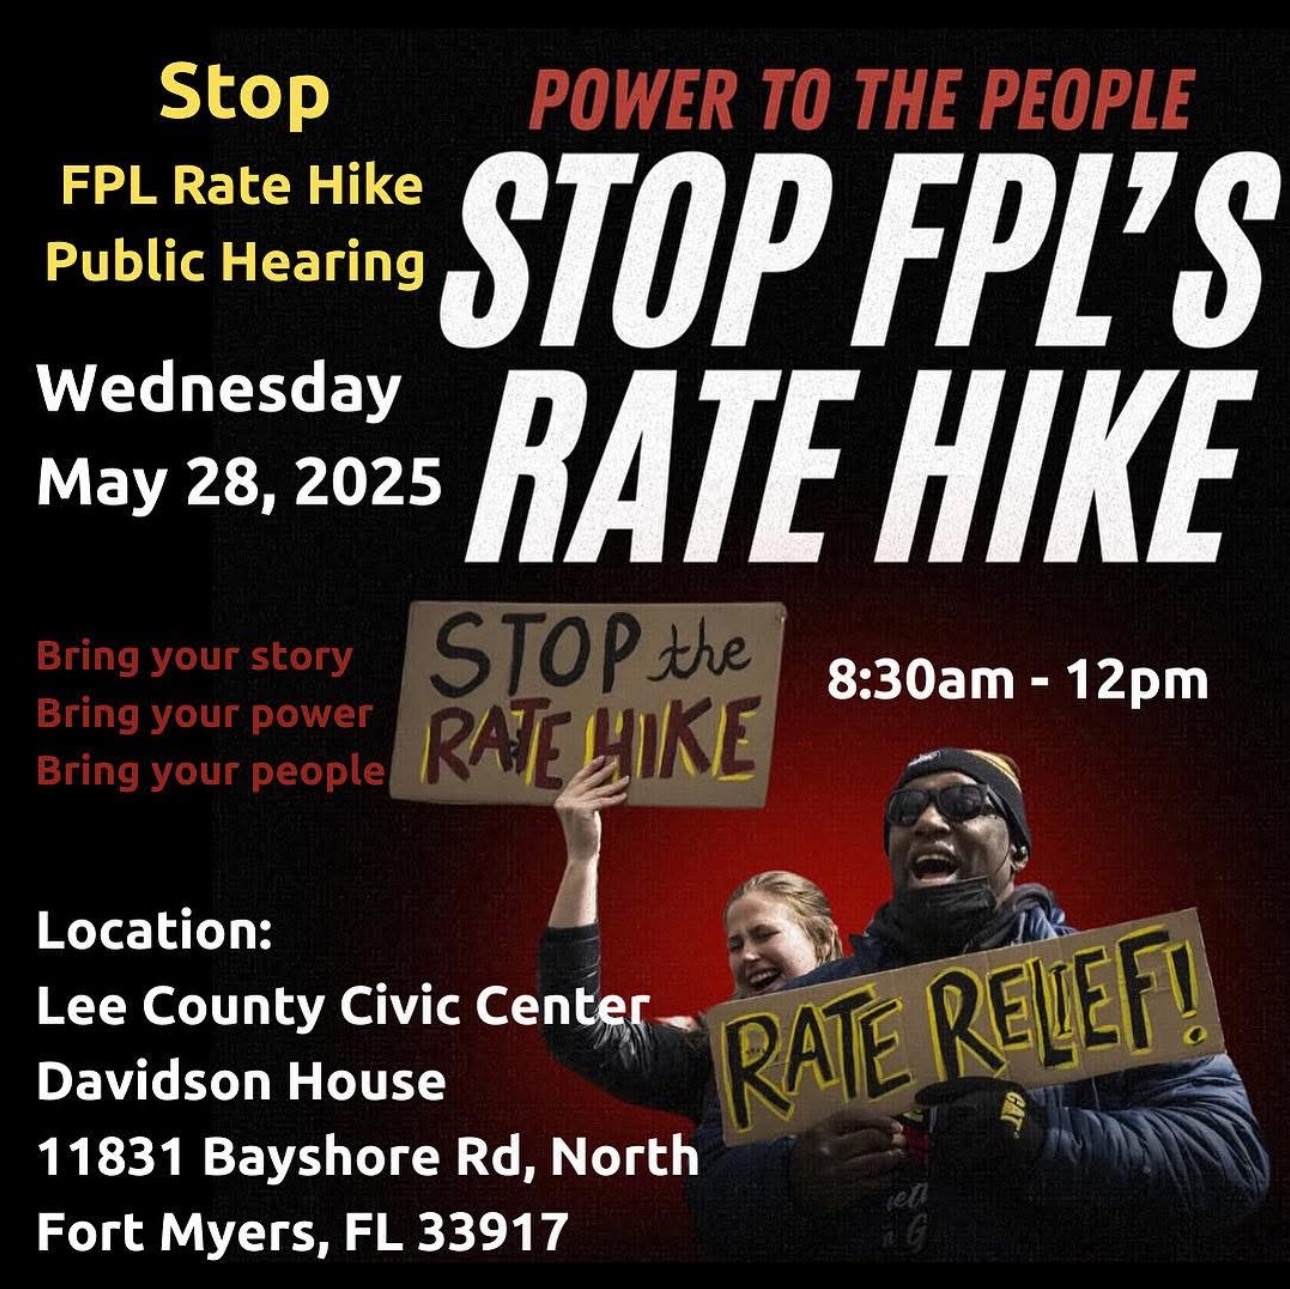 Stop
FPL Rate Hike
Public Hearing
Wednesday
May 28, 2025
POWER TO THE PEOPLE
STOP FPL'S
RATE HIKE
Bring your story
Bring your power
Bring your people
STOP the
RATE HIKE
8:30am - 12pm
RATE RELIEF!
CAT
Location:
Lee County Civic Center
Davidson House
11831 Bayshore Rd, North
Fort Myers, FL 33917